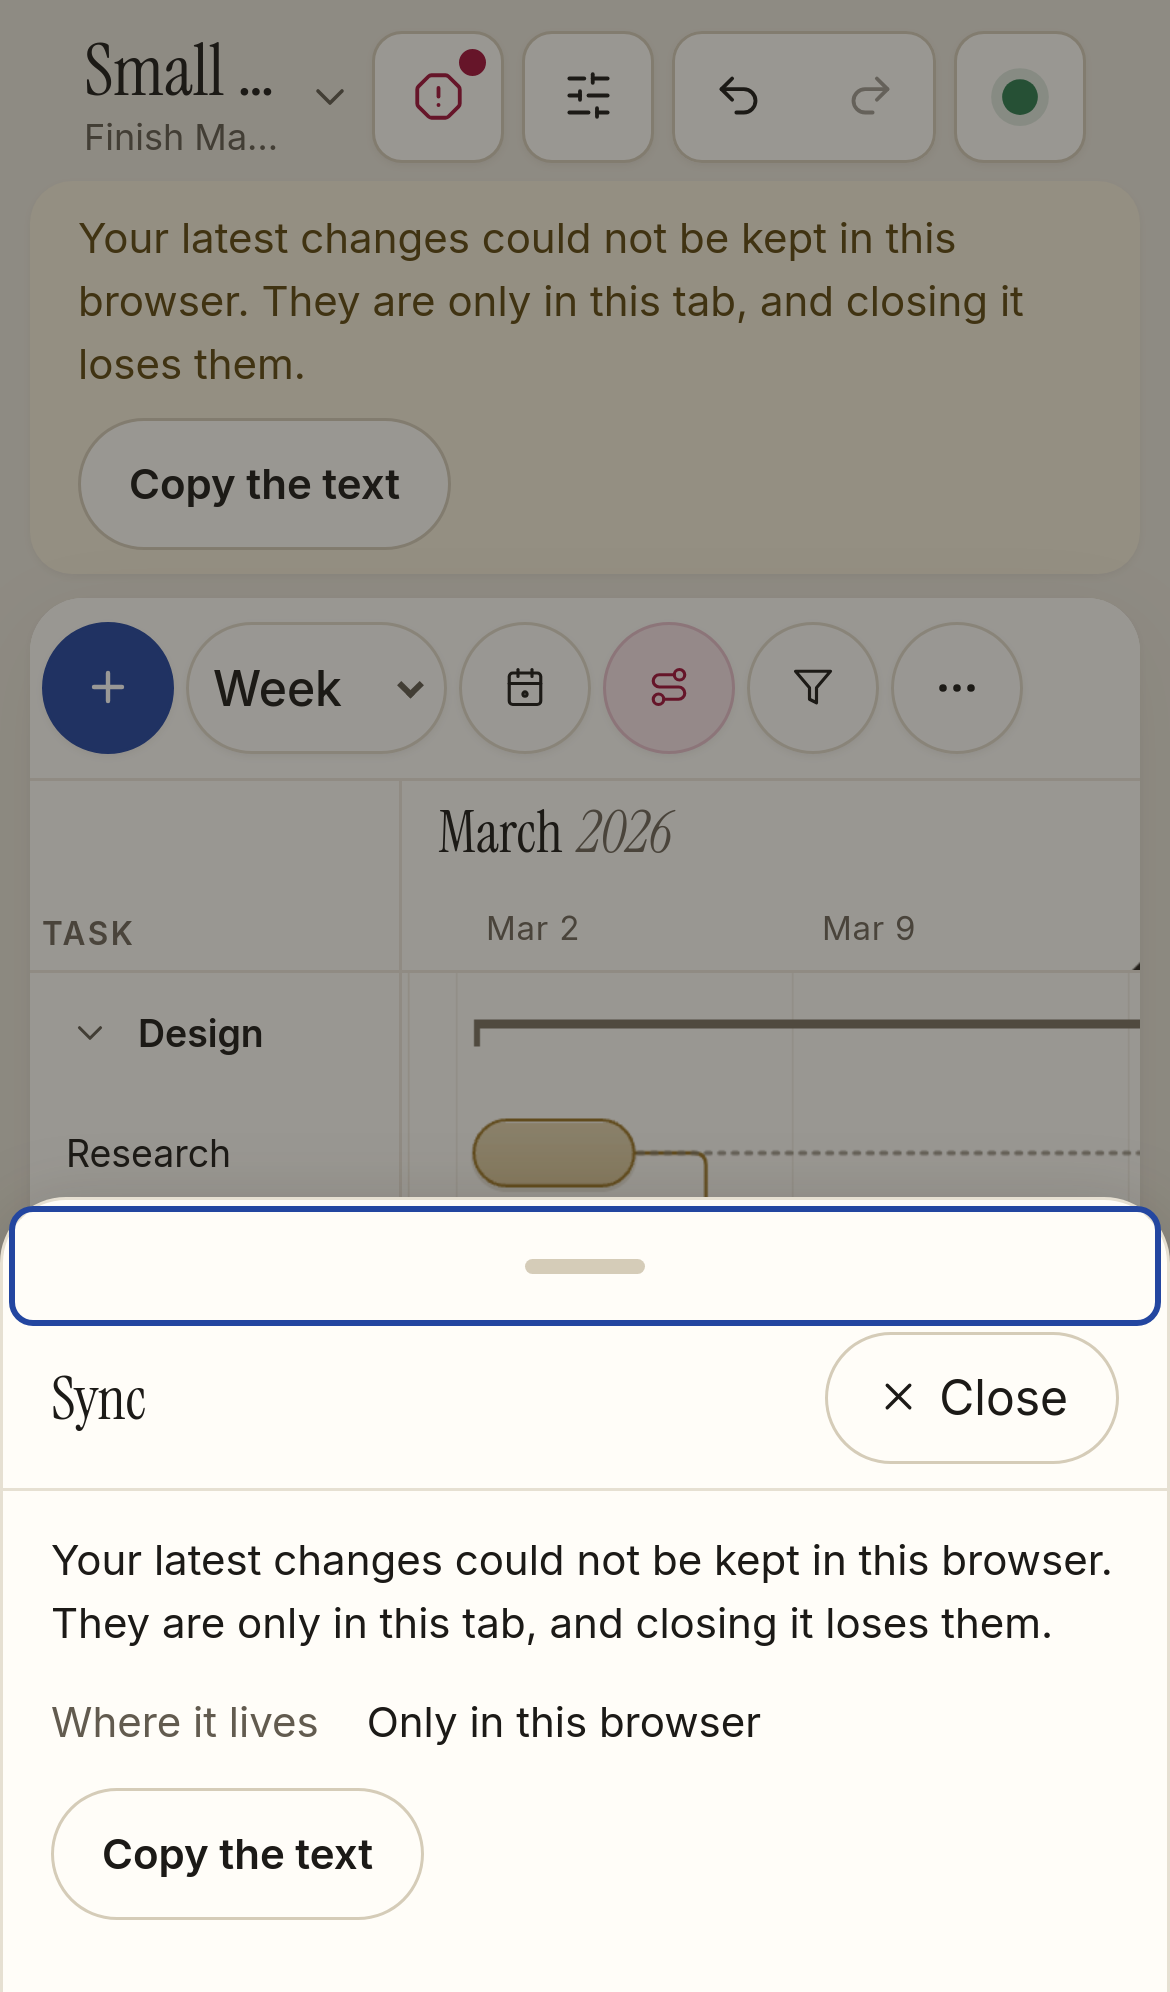 Small ...
Finish Ma...
Your latest changes could not be kept in this
browser. They are only in this tab, and closing it
loses them.
Copy the text
Week
March 2026
TASK
Mar 2
Mar 9
Design
Research
Sync
Close
Your latest changes could not be kept in this browser.
They are only in this tab, and closing it loses them.
Where it lives
Only in this browser
Copy the text